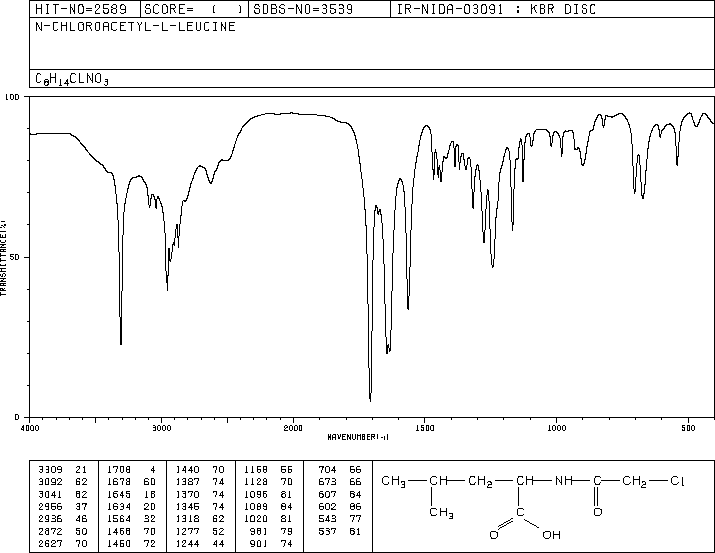 HIT-NO=2589 SCORE= ( ) SDBS-NO=3539 IR-NIDA-03091 : KBR DISC
N-CHLOROACETYL-L-LEUCINE
C8H14CLNO3
100
50
0
TRANSMITTANCE(%)
4000 3000 2000 1500 1000 500
WAVENUMBER(-1)
3309 21 1708 4 1440 70 1168 55 704 66
3092 62 1678 60 1387 74 1128 70 673 66
3041 62 1645 18 1370 74 1096 81 607 84
2956 37 1634 20 1345 74 1089 84 602 86
2936 46 1564 32 1318 62 1020 81 543 77
2872 50 1468 70 1277 52 981 79 537 81
2627 70 1450 72 1244 44 901 74
CH3 CH CH2 CH NH C CH2 Cl
CH3 C O
O OH